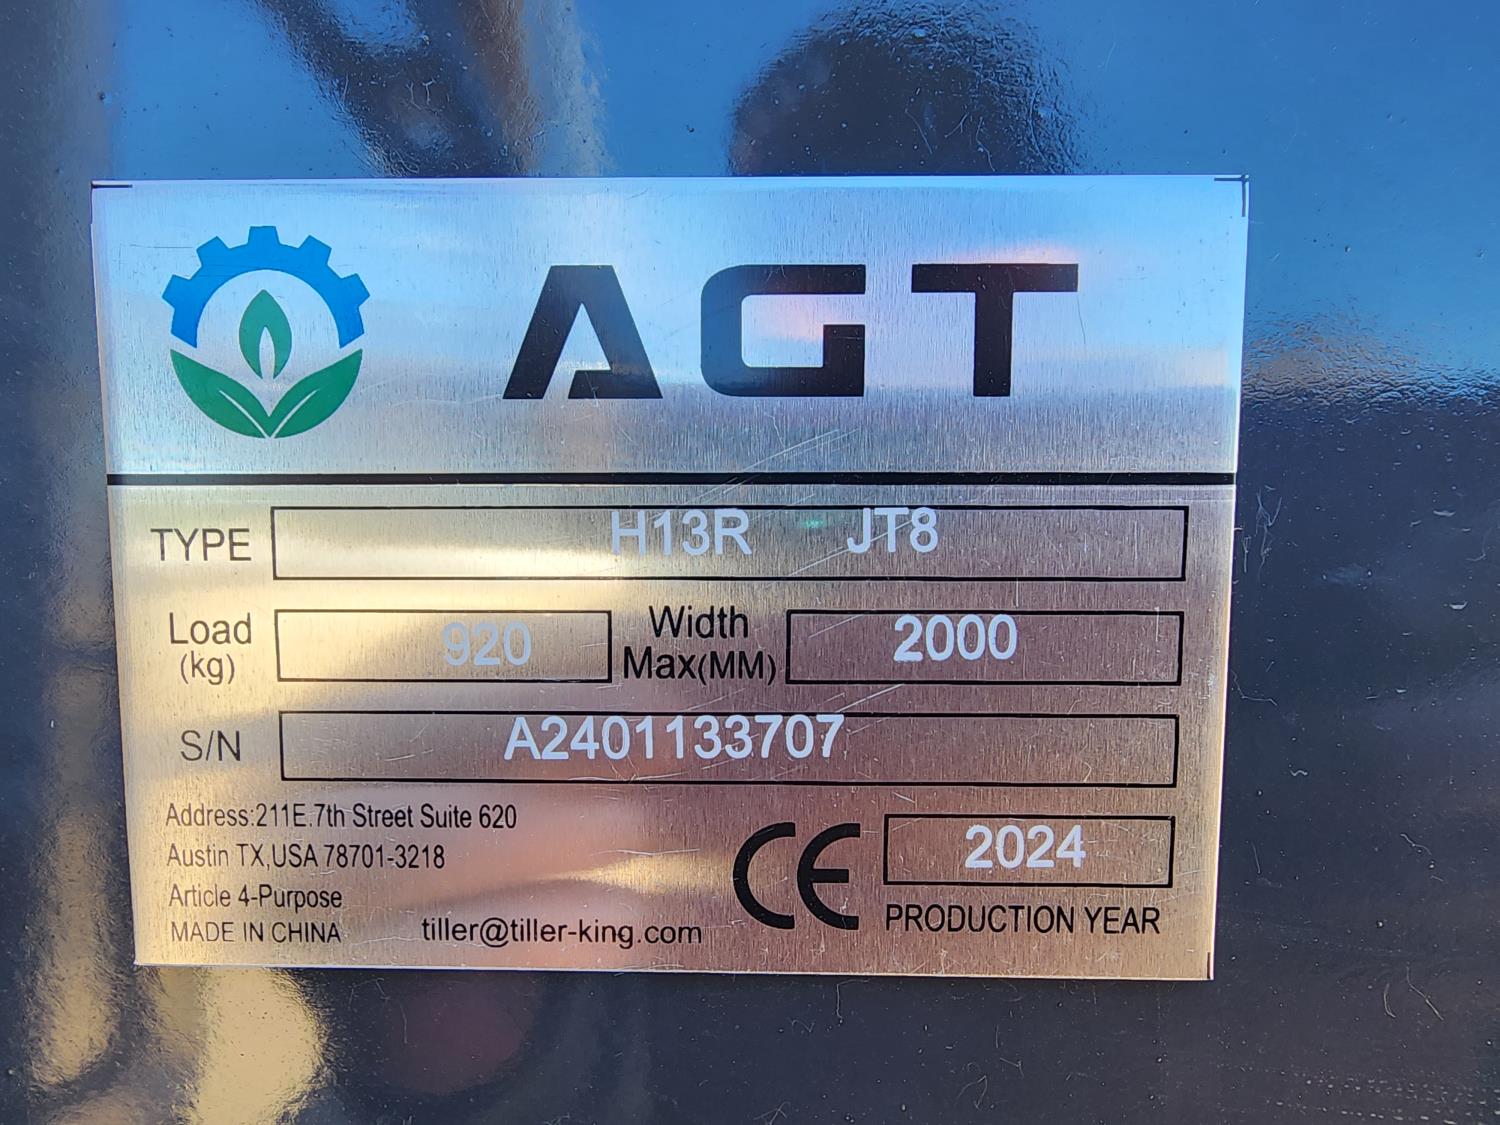 AGT
TYPE H13R JT8
Load (kg) 920 Width Max(MM) 2000
S/N A2401133707
Address:211E.7th Street Suite 620
Austin TX,USA 78701-3218
Article 4-Purpose
MADE IN CHINA
tiller@tiller-king.com
CE
2024
PRODUCTION YEAR